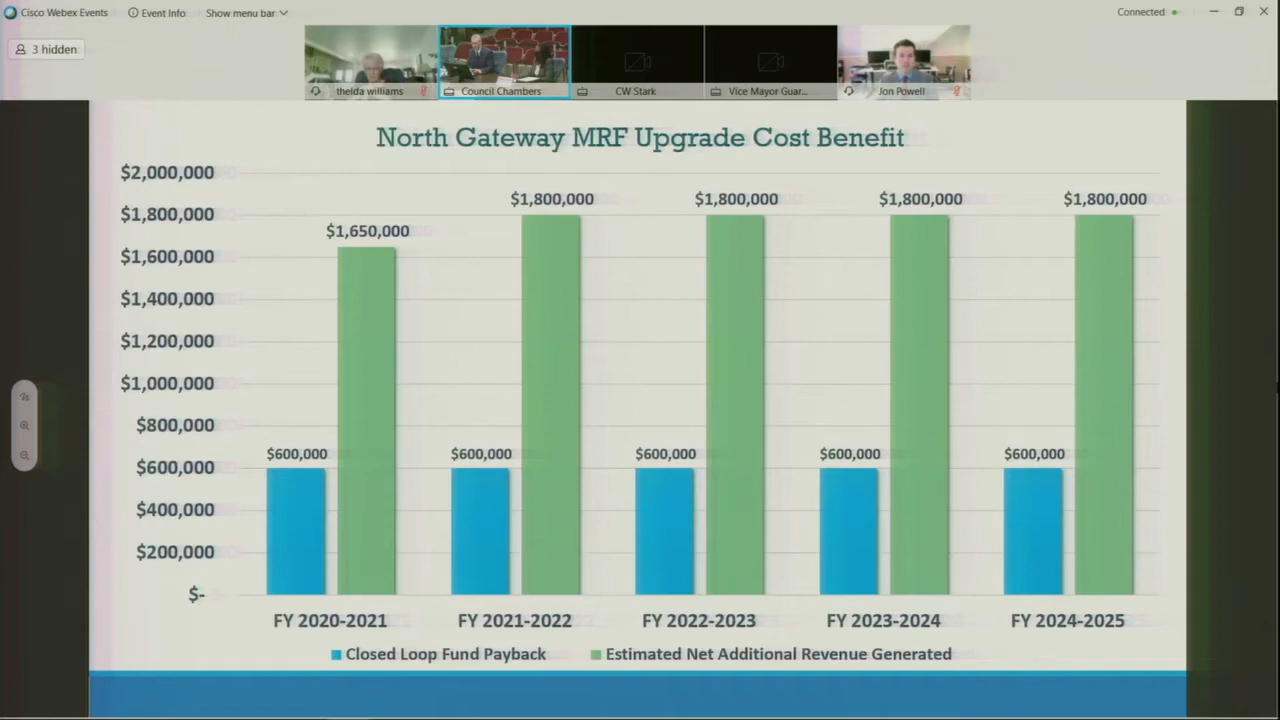 Cisco Webex Events
Event Info
Show menu bar
Connected
3 hidden
thelda williams
Council Chambers
CW Stark
Vice Mayor Guar...
Jon Powell
North Gateway MRF Upgrade Cost Benefit
$2,000,000
$1,800,000
$1,600,000
$1,400,000
$1,200,000
$1,000,000
$800,000
$600,000
$400,000
$200,000
$-
$600,000
$1,650,000
$600,000
$1,800,000
$600,000
$1,800,000
$600,000
$1,800,000
$600,000
$1,800,000
FY 2020-2021
FY 2021-2022
FY 2022-2023
FY 2023-2024
FY 2024-2025
Closed Loop Fund Payback
Estimated Net Additional Revenue Generated